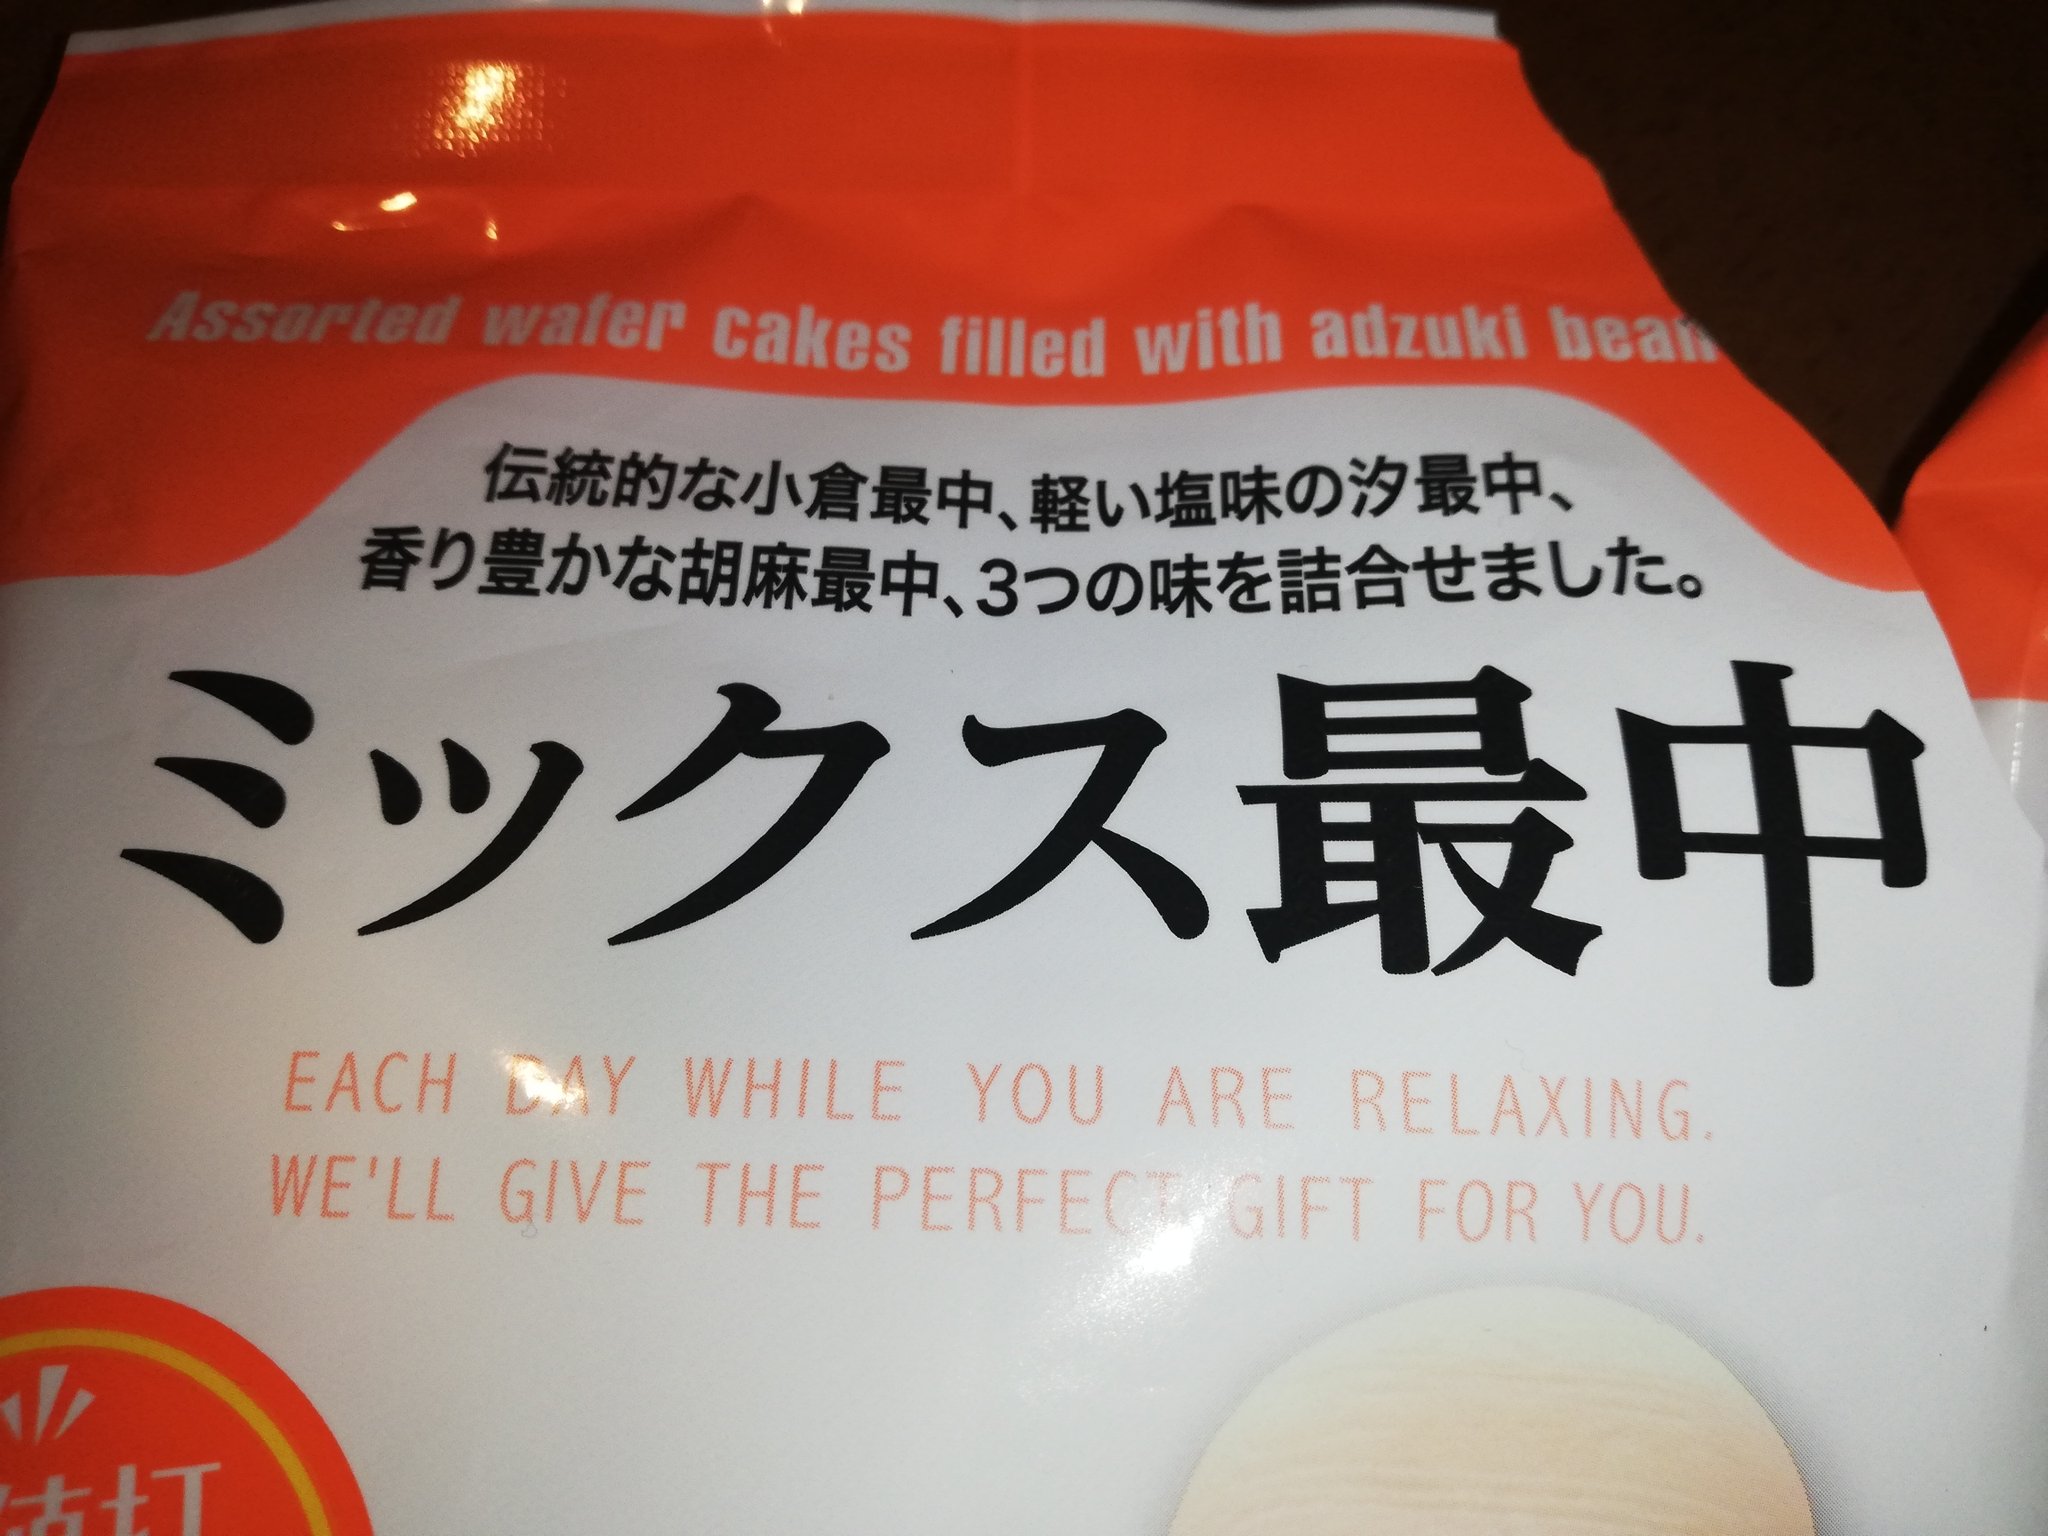 Assorted wafer cakes filled with adzuki bean
伝統的な小倉最中、軽い塩味の汐最中、
香り豊かな胡麻最中、3つの味を詰合せました。
ミックス最中
EACH DAY WHILE YOU ARE RELAXING.
WE'LL GIVE THE PERFECT GIFT FOR YOU.